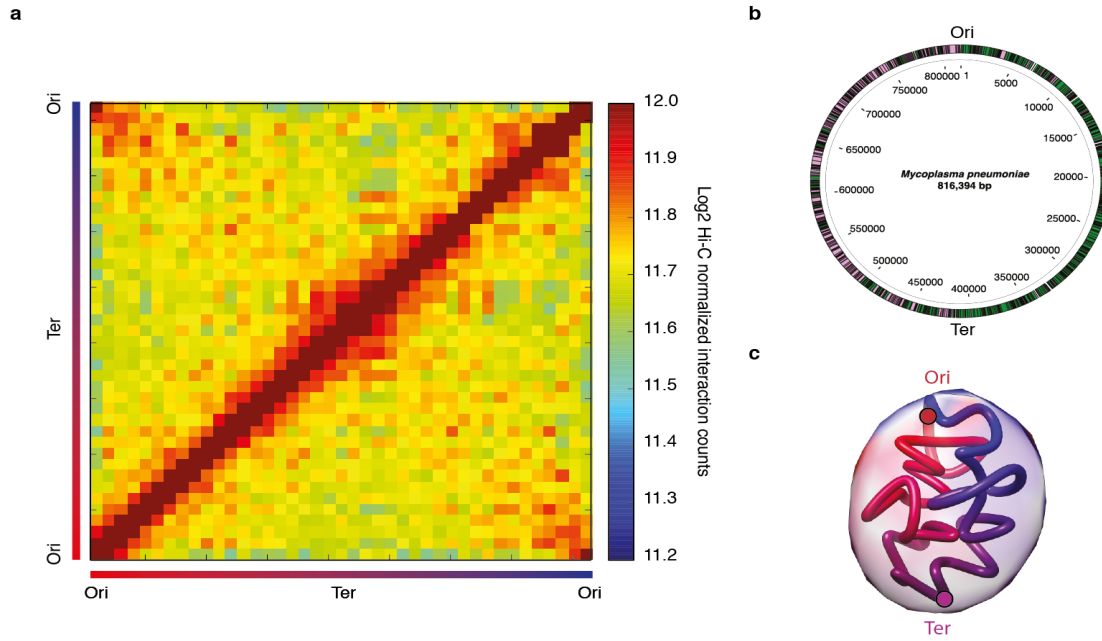 a
Ori
Ter
Ori
Ori
Ter
Ori
12.0
11.9
11.8
11.7
11.6
11.5
11.4
11.3
11.2
Log2 Hi-C normalized interaction counts
b
Ori
800000
1
5000
10000
15000
20000
25000
300000
350000
400000
450000
500000
550000
600000
650000
700000
750000
Mycoplasma pneumoniae
816,394 bp
Ter
c
Ori
Ter